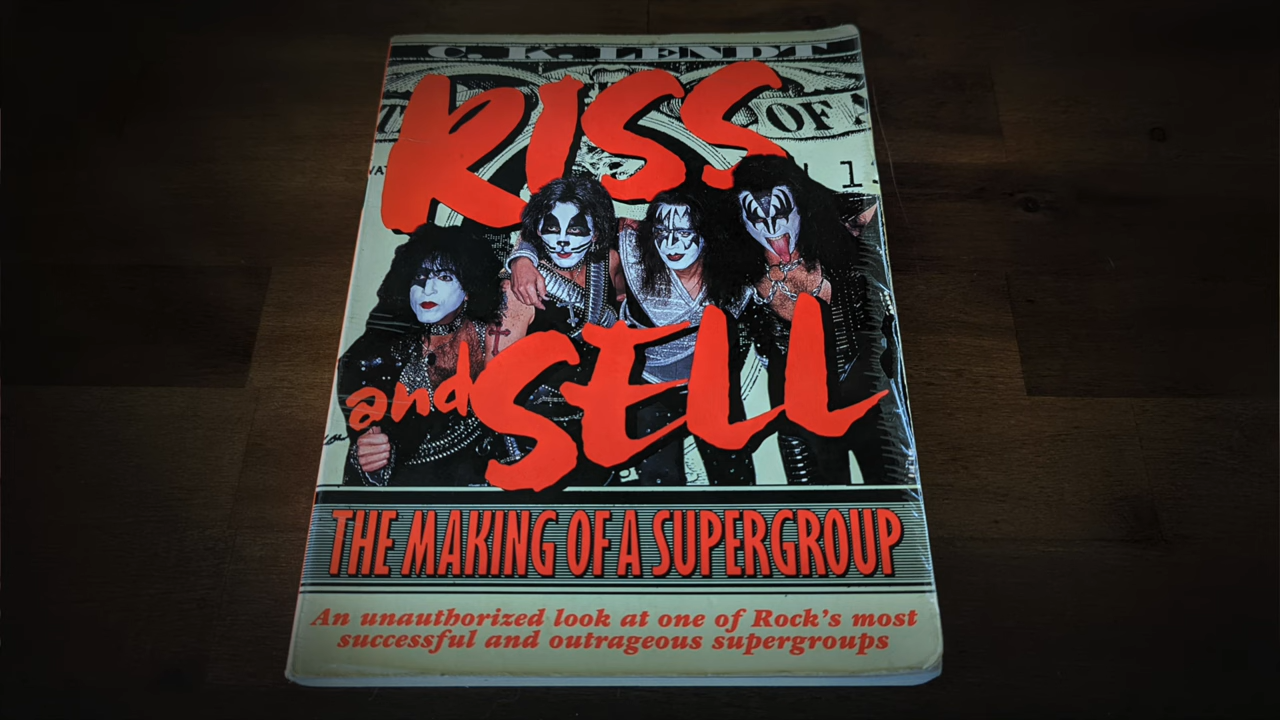 C. K. LENDT
KISS
OF A
and SELL
THE MAKING OF A SUPERGROUP
An unauthorized look at one of Rock's most
successful and outrageous supergroups